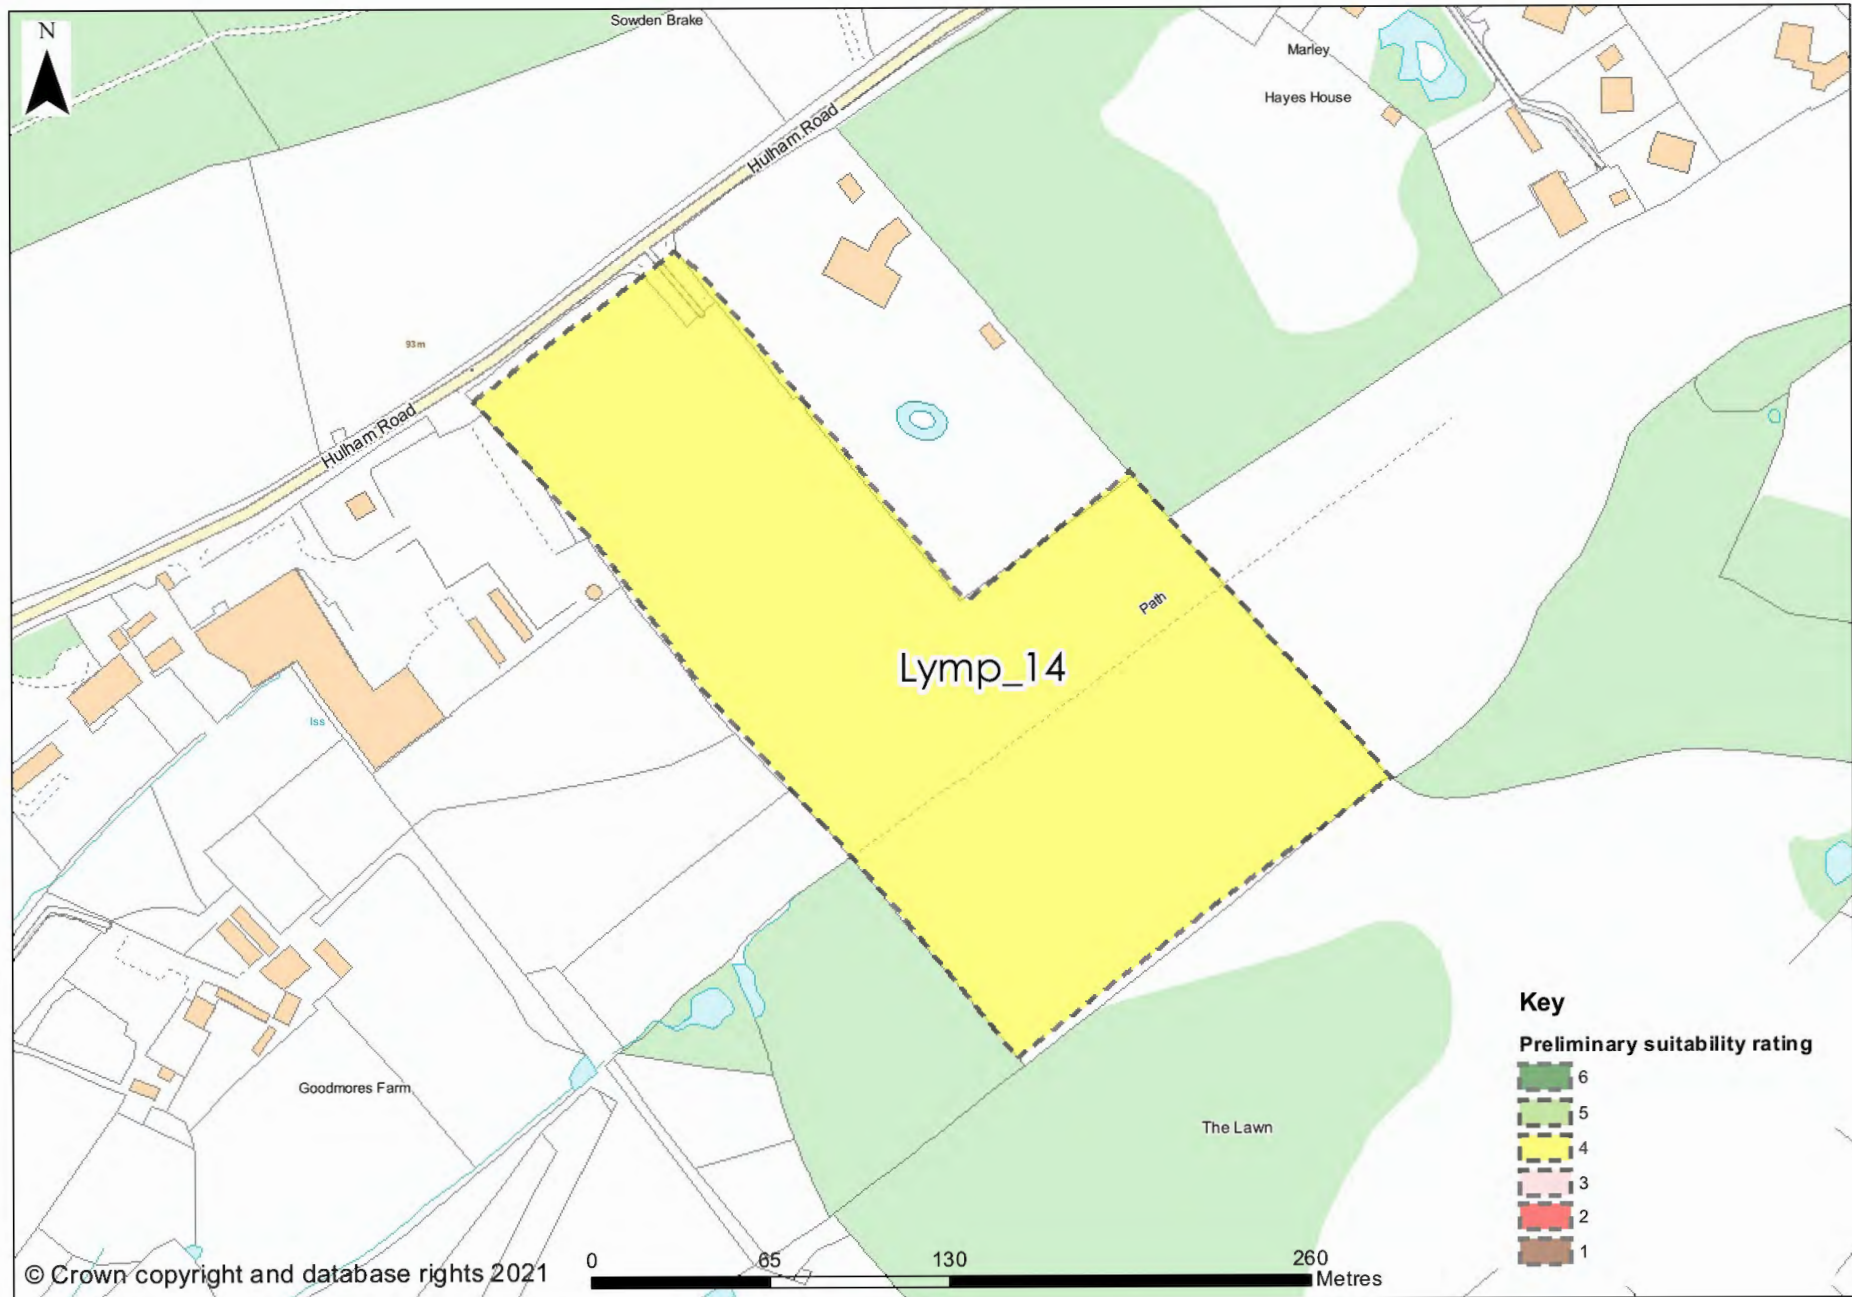 N
Sowden Brake
Marley
Hayes House
Hulham Road
93m
Hulham Road
Path
Lymp_14
Iss
Goodmores Farm
The Lawn
Key
Preliminary suitability rating
6
5
4
3
2
1
0 65 130 260
Metres
© Crown copyright and database rights 2021